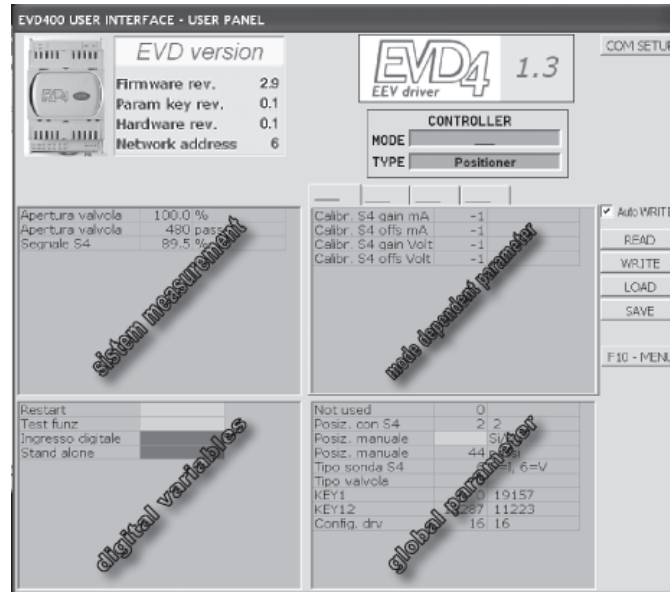 EVD400 USER INTERFACE - USER PANEL
EVD version
Firmware rev. 2.9
Param key rev. 0.1
Hardware rev. 0.1
Network address 6
EVD4
EEV driver
1.3
CONTROLLER
MODE
TYPE Positioner
COM SETUP
Apertura valvola 100.0 %
Apertura valvola 480 pass
Segnale S4 89.5 %
sistem measurement
Calibr. S4 gain mA -1
Calibr. S4 offs mA -1
Calibr. S4 gain Volt -1
Calibr. S4 offs Volt -1
mode dependent parameter
Auto WRITE
READ
WRITE
LOAD
SAVE
F10 - MENU
Restart
Test funz
Ingresso digitale
Stand alone
digital variables
Not used 0
Posiz. con S4 2 2
Posiz. manuale
Posiz. manuale 44
Tipo sonda S4 6=V
Tipo valvola
KEY1 19157
KEY12 11223
Config. drv 16 16
global parameter